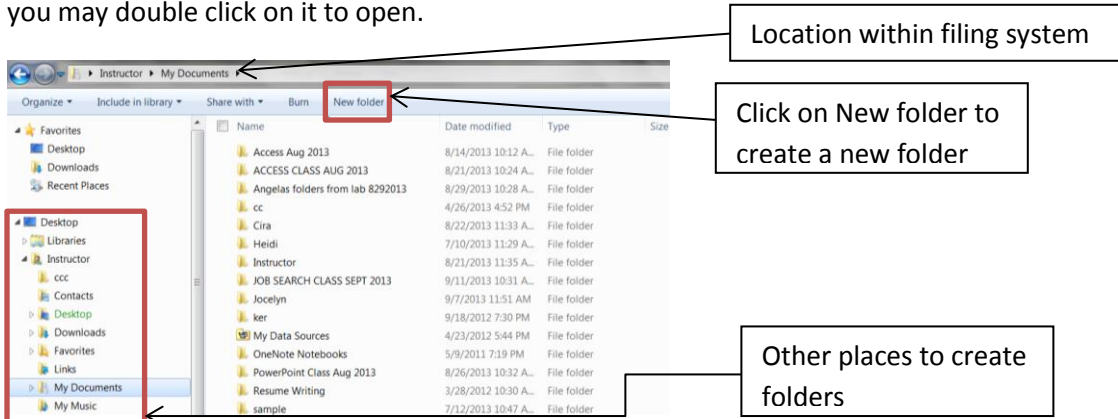 you may double click on it to open.
Location within filing system
Instructor My Documents
Organize Include in library Share with Burn New folder
Click on New folder to
create a new folder
Name Date modified Type Size
Favorites
Desktop
Downloads
Recent Places
Desktop
Libraries
Instructor
ccc
Contacts
Desktop
Downloads
Favorites
Links
My Documents
My Music
Access Aug 2013 8/14/2013 10:12 A... File folder
ACCESS CLASS AUG 2013 8/21/2013 10:24 A... File folder
Angelas folders from lab 8292013 8/29/2013 10:28 A... File folder
cc 4/26/2013 4:52 PM File folder
Cira 8/22/2013 11:33 A... File folder
Heidi 7/10/2013 11:29 A... File folder
Instructor 8/21/2013 11:35 A... File folder
JOB SEARCH CLASS SEPT 2013 9/11/2013 10:31 A... File folder
Jocelyn 9/7/2013 11:51 AM File folder
ker 9/18/2012 7:30 PM File folder
My Data Sources 4/23/2012 5:44 PM File folder
OneNote Notebooks 5/9/2011 7:19 PM File folder
PowerPoint Class Aug 2013 8/26/2013 10:32 A... File folder
Resume Writing 3/28/2012 10:30 A... File folder
sample 7/12/2013 10:47 A... File folder
Other places to create
folders